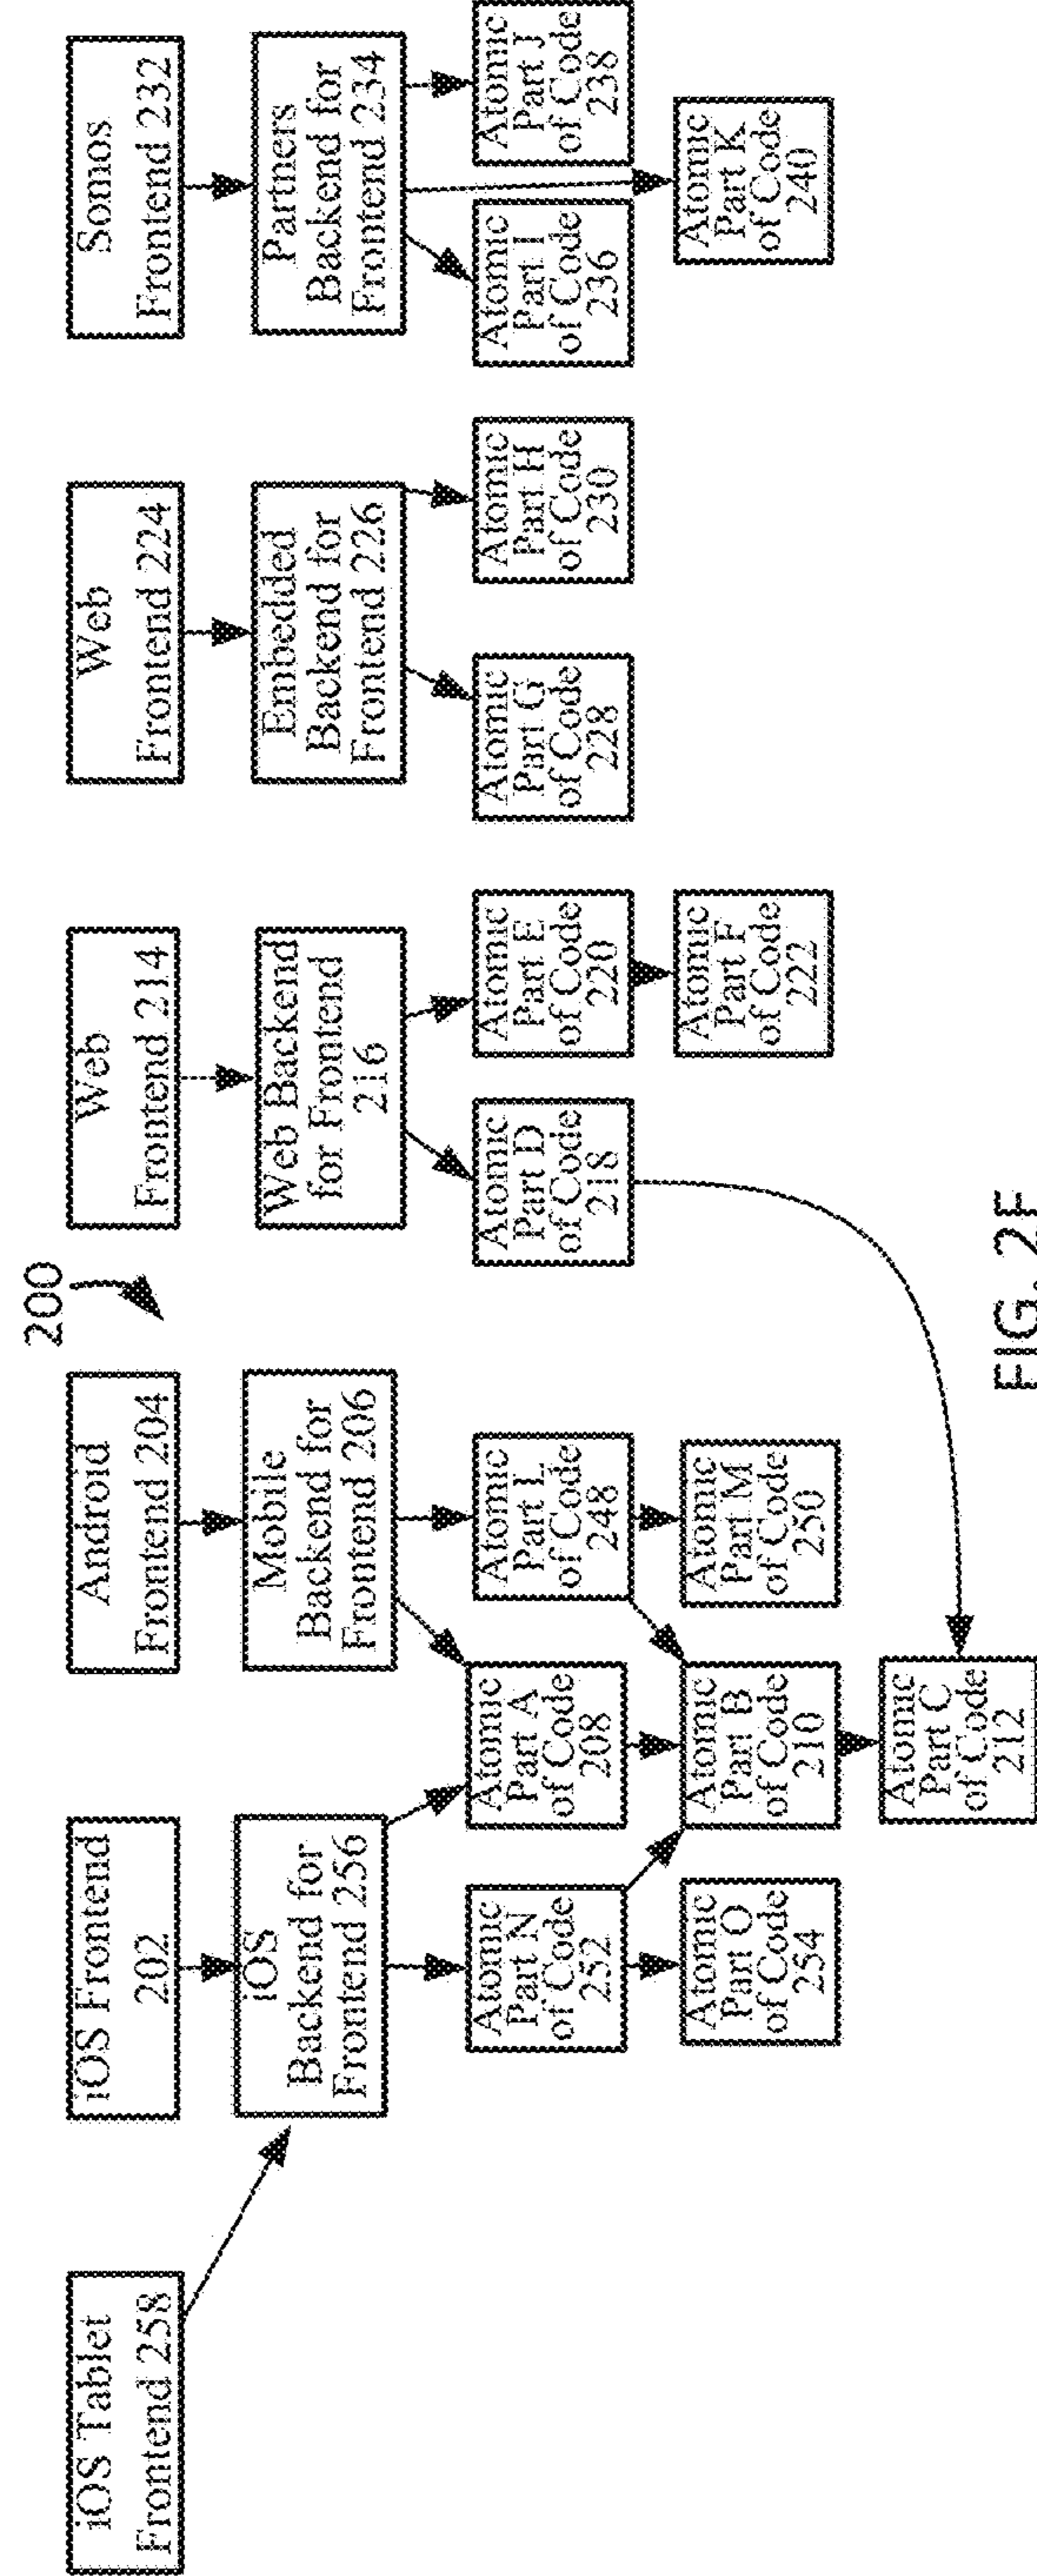 200
iOS Tablet
Frontend 258
iOS Frontend
202
Android
Frontend 204
Web
Frontend 214
Web
Frontend 224
Somos
Frontend 232
iOS
Backend for
Frontend 256
Mobile
Backend for
Frontend 206
Web Backend
for Frontend
216
Embedded
Backend for
Frontend 226
Partners
Backend for
Frontend 234
Atomic
Part N
of Code
252
Atomic
Part A
of Code
208
Atomic
Part L
of Code
248
Atomic
Part D
of Code
218
Atomic
Part E
of Code
220
Atomic
Part G
of Code
228
Atomic
Part H
of Code
230
Atomic
Part I
of Code
236
Atomic
Part J
of Code
238
Atomic
Part O
of Code
254
Atomic
Part B
of Code
210
Atomic
Part M
of Code
250
Atomic
Part F
of Code
222
Atomic
Part K
of Code
240
Atomic
Part C
of Code
212
FIG. 2F